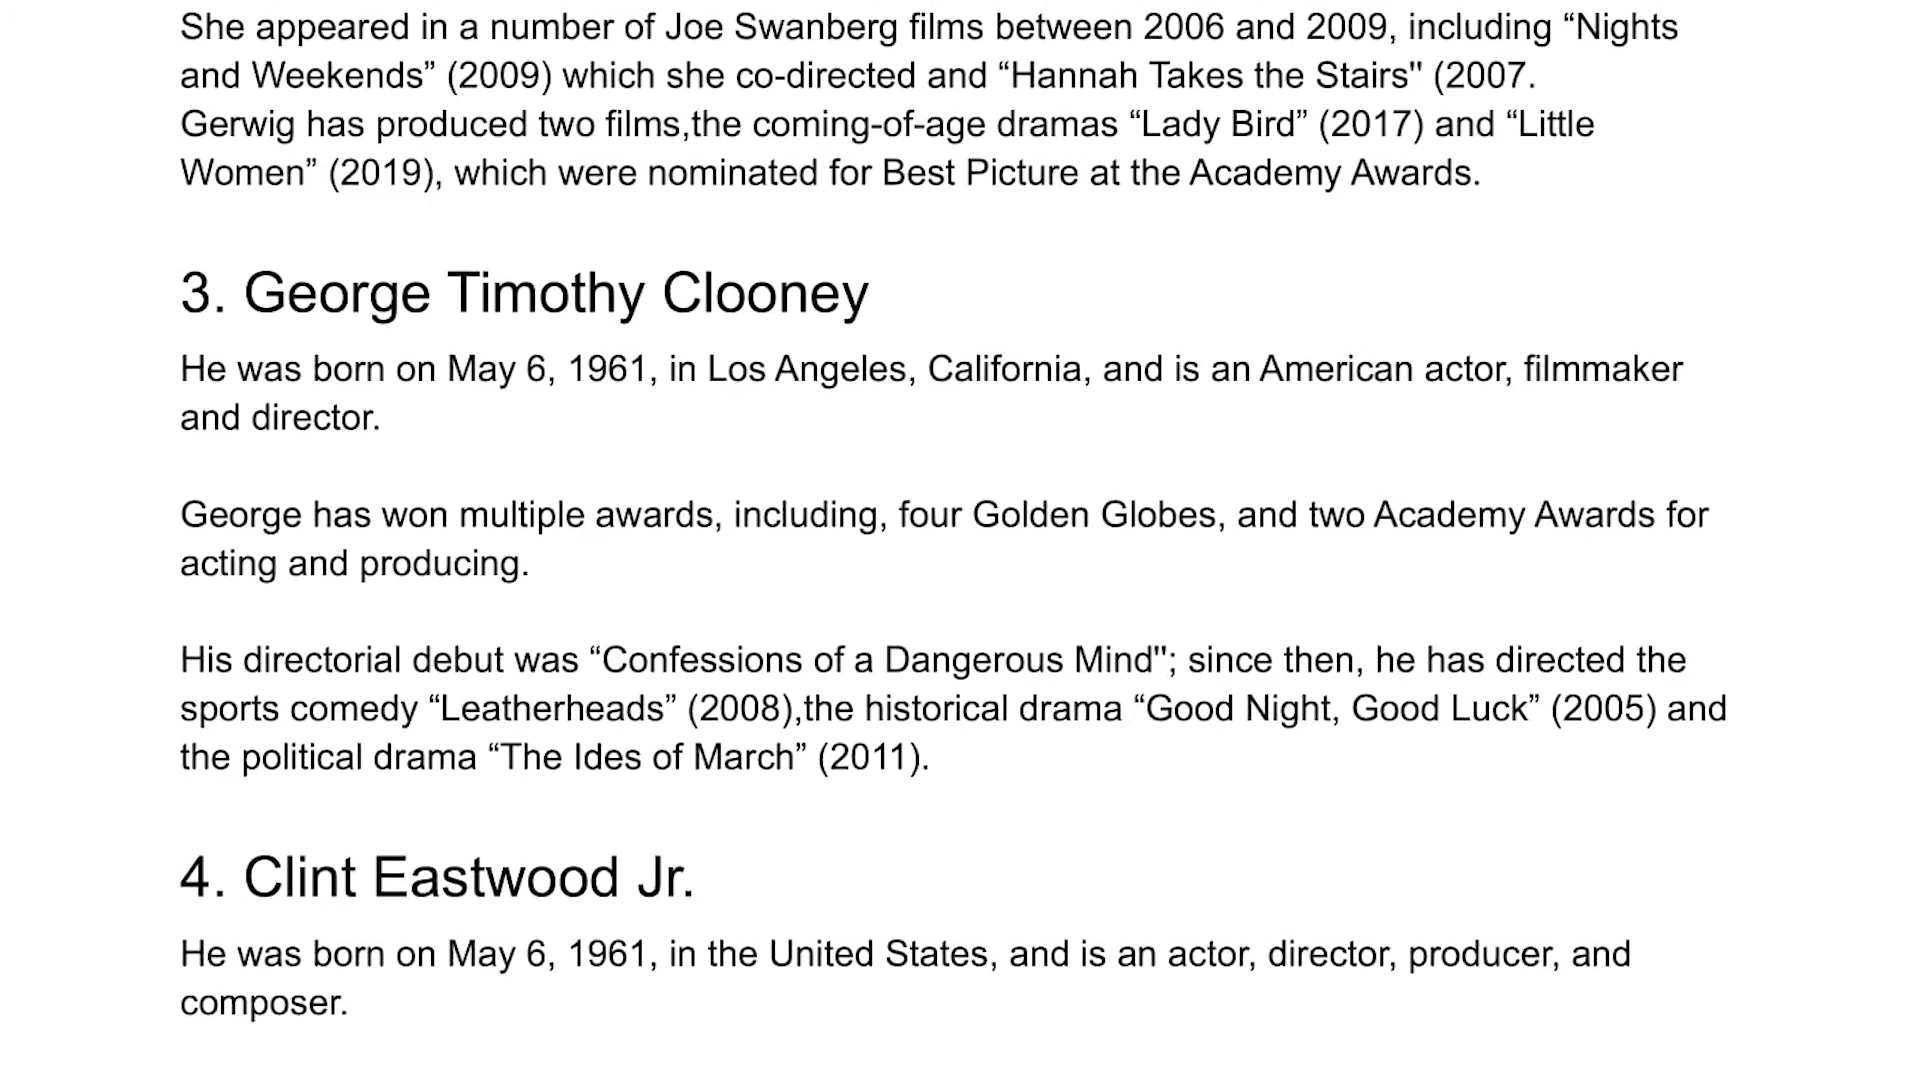 She appeared in a number of Joe Swanberg films between 2006 and 2009, including “Nights
and Weekends” (2009) which she co-directed and “Hannah Takes the Stairs" (2007.
Gerwig has produced two films,the coming-of-age dramas “Lady Bird” (2017) and “Little
Women” (2019), which were nominated for Best Picture at the Academy Awards.
3. George Timothy Clooney
He was born on May 6, 1961, in Los Angeles, California, and is an American actor, filmmaker
and director.
George has won multiple awards, including, four Golden Globes, and two Academy Awards for
acting and producing.
His directorial debut was “Confessions of a Dangerous Mind"; since then, he has directed the
sports comedy “Leatherheads” (2008),the historical drama “Good Night, Good Luck” (2005) and
the political drama “The Ides of March” (2011).
4. Clint Eastwood Jr.
He was born on May 6, 1961, in the United States, and is an actor, director, producer, and
composer.